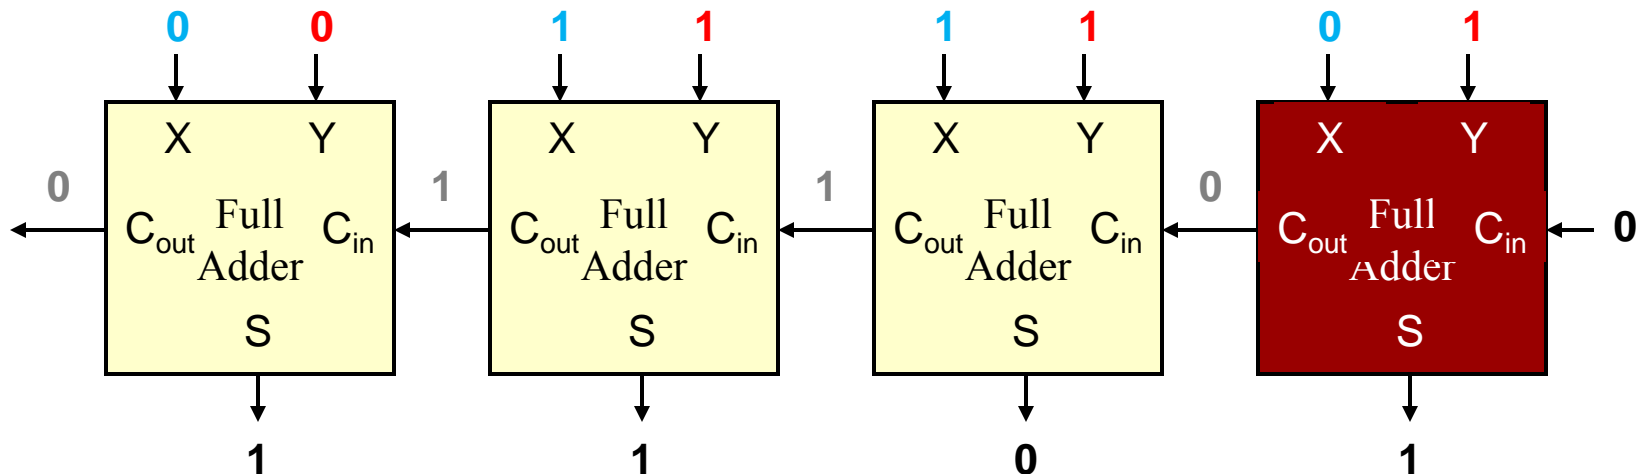 0 0 1 1 1 1 0 1
X Y X Y X Y X Y
0 1 1 0
Cout Full Adder Cin Cout Full Adder Cin Cout Full Adder Cin Cout Full Adder Cin 0
S S S S
1 1 0 1